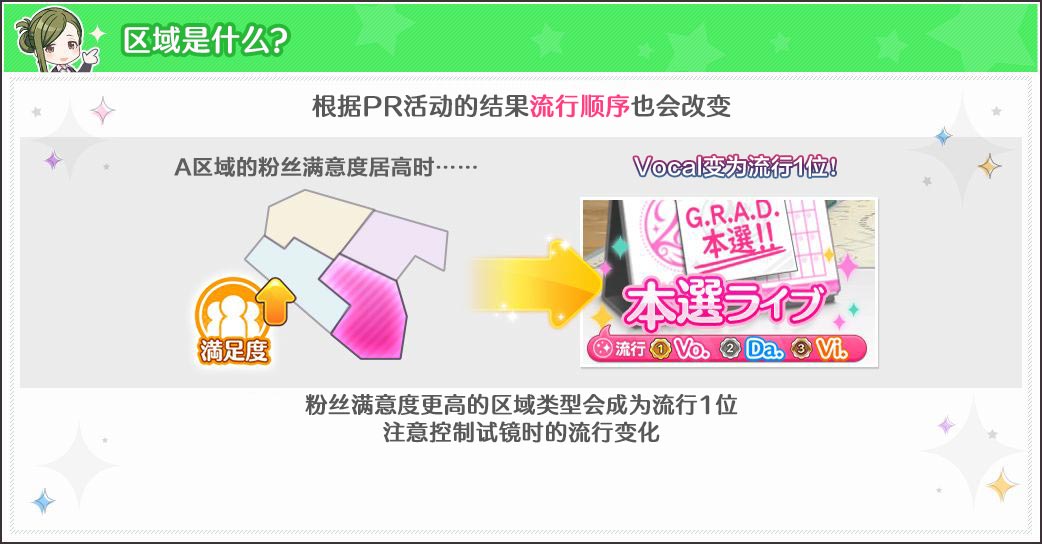 区域是什么?
根据PR活动的结果流行顺序也会改变
A区域的粉丝满意度居高时……
Vocal变为流行1位!
G.R.A.D.
本選!!
満足度
本選ライブ
流行 1 Vo. 2 Da. 3 Vi.
粉丝满意度更高的区域类型会成为流行1位
注意控制试镜时的流行变化